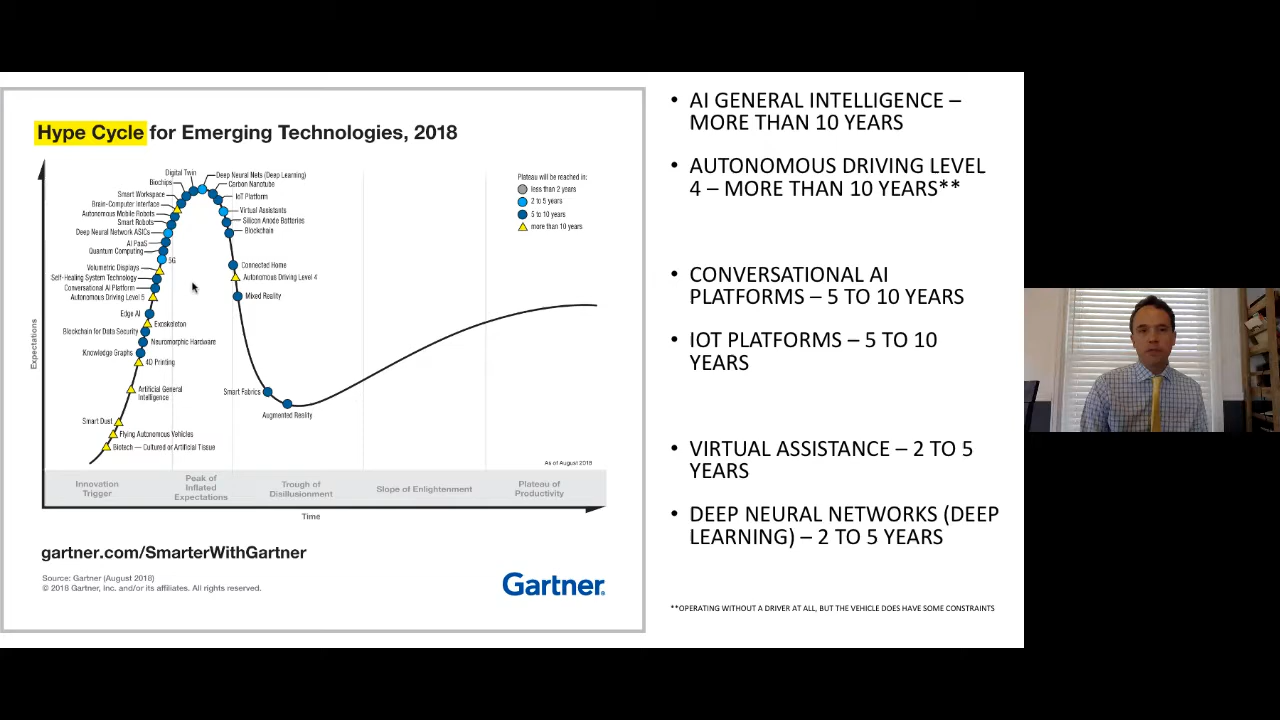 Hype Cycle for Emerging Technologies, 2018
Expectations
Digital Twin
Biochips
Smart Workspace
Brain-Computer Interface
Autonomous Mobile Robots
Smart Robots
Deep Neural Network ASICs
AI PaaS
Quantum Computing
5G
Volumetric Displays
Self-Healing System Technology
Conversational AI Platform
Autonomous Driving Level 5
Edge AI
Exoskeleton
Blockchain for Data Security
Neuromorphic Hardware
Knowledge Graphs
4D Printing
Artificial General
Intelligence
Smart Dust
Flying Autonomous Vehicles
Biotech — Cultured or Artificial Tissue
Deep Neural Nets (Deep Learning)
Carbon Nanotube
IoT Platform
Virtual Assistants
Silicon Anode Batteries
Blockchain
Connected Home
Autonomous Driving Level 4
Mixed Reality
Smart Fabrics
Augmented Reality
Plateau will be reached in:
less than 2 years
2 to 5 years
5 to 10 years
more than 10 years
As of August 2018
Innovation
Trigger
Peak of
Inflated
Expectations
Trough of
Disillusionment
Slope of Enlightenment
Plateau of
Productivity
Time
gartner.com/SmarterWithGartner
Source: Gartner (August 2018)
© 2018 Gartner, Inc. and/or its affiliates. All rights reserved.
Gartner.
• AI GENERAL INTELLIGENCE –
MORE THAN 10 YEARS
• AUTONOMOUS DRIVING LEVEL
4 – MORE THAN 10 YEARS**
• CONVERSATIONAL AI
PLATFORMS – 5 TO 10 YEARS
• IOT PLATFORMS – 5 TO 10
YEARS
• VIRTUAL ASSISTANCE – 2 TO 5
YEARS
• DEEP NEURAL NETWORKS (DEEP
LEARNING) – 2 TO 5 YEARS
**OPERATING WITHOUT A DRIVER AT ALL, BUT THE VEHICLE DOES HAVE SOME CONSTRAINTS